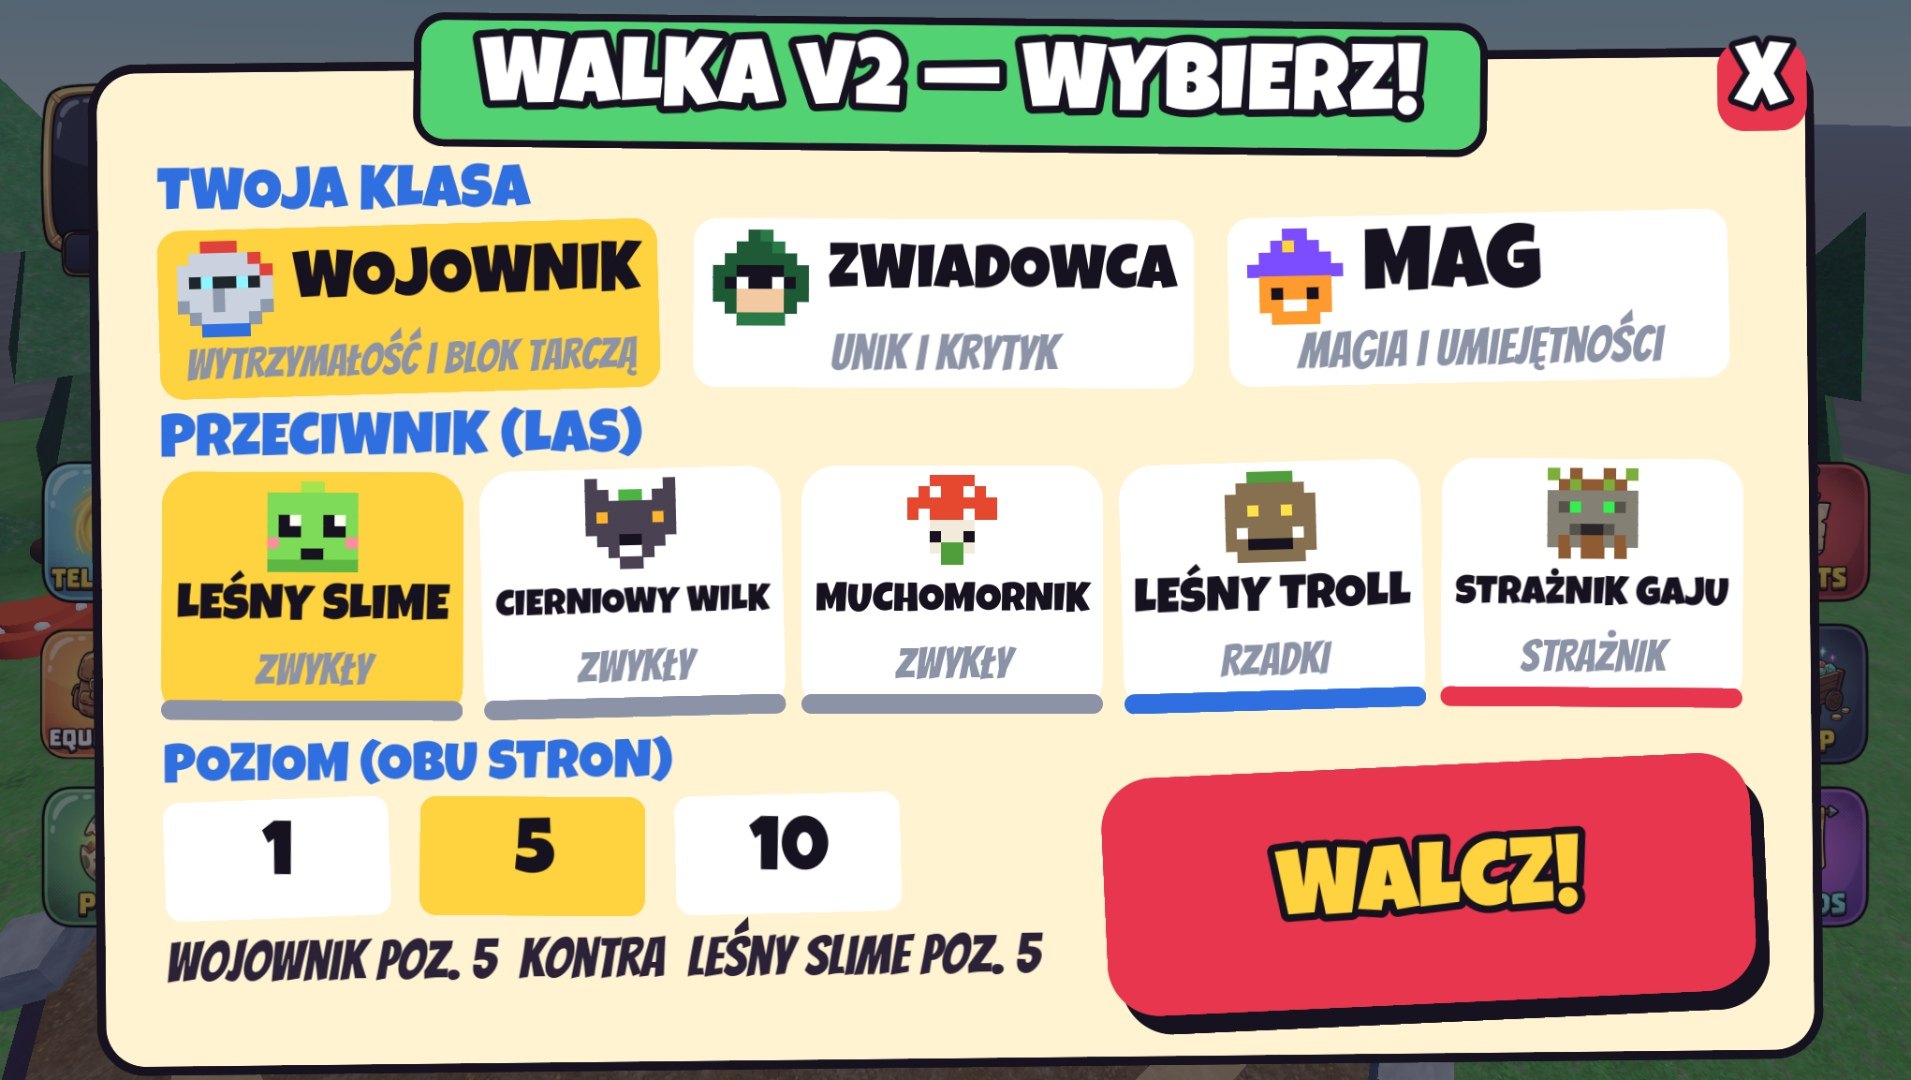 WALKA V2 — WYBIERZ!
X
TWOJA KLASA
WOJOWNIK
WYTRZYMAŁOŚĆ I BLOK TARCZĄ
ZWIADOWCA
UNIK I KRYTYK
MAG
MAGIA I UMIEJĘTNOŚCI
PRZECIWNIK (LAS)
LEŚNY SLIME
ZWYKŁY
CIERNIOWY WILK
ZWYKŁY
MUCHOMORNIK
ZWYKŁY
LEŚNY TROLL
RZADKI
STRAŻNIK GAJU
STRAŻNIK
POZIOM (OBU STRON)
1
5
10
WOJOWNIK POZ. 5 KONTRA LEŚNY SLIME POZ. 5
WALCZ!
TEL
EQU